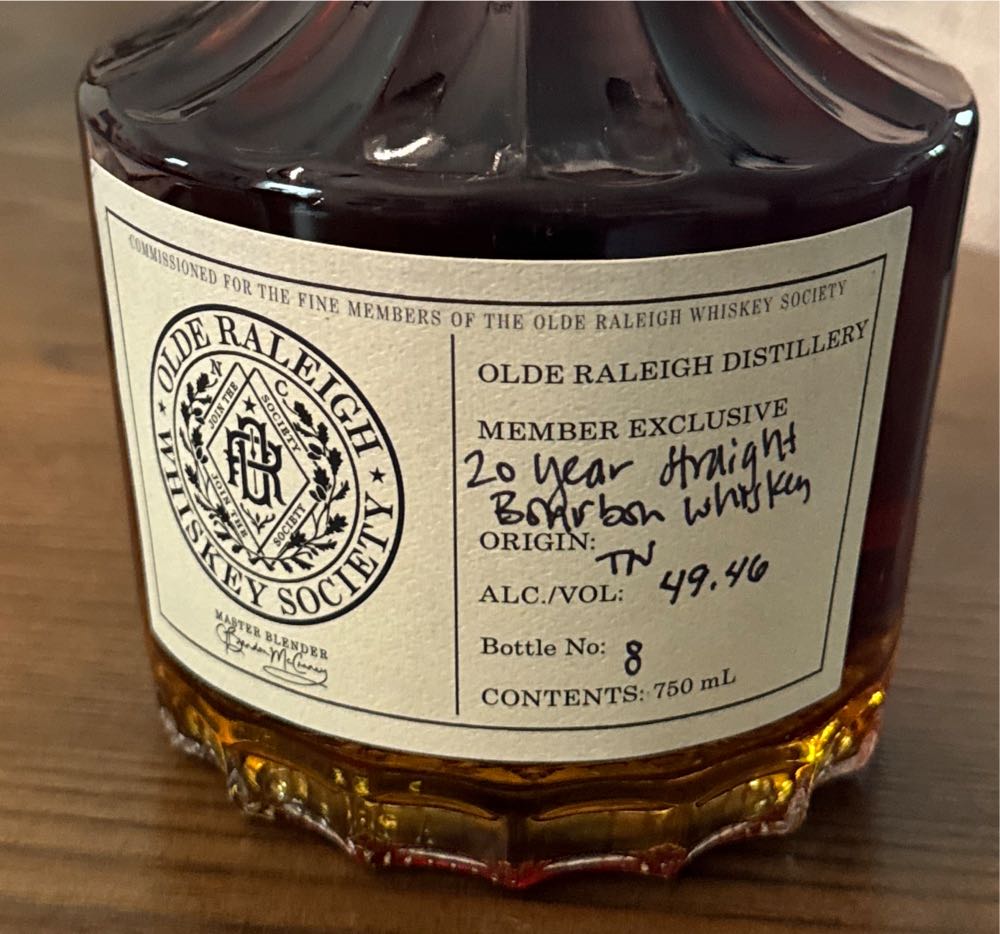 COMMISSIONED FOR THE FINE MEMBERS OF THE OLDE RALEIGH WHISKEY SOCIETY
OLDE RALEIGH
WHISKEY SOCIETY
N C
JOIN THE SOCIETY
JOIN THE SOCIETY
MASTER BLENDER
Brandon McCraney
OLDE RALEIGH DISTILLERY
MEMBER EXCLUSIVE
20 year straight
Bourbon whiskey
ORIGIN: TN
ALC./VOL: 49.46
Bottle No: 8
CONTENTS: 750 mL